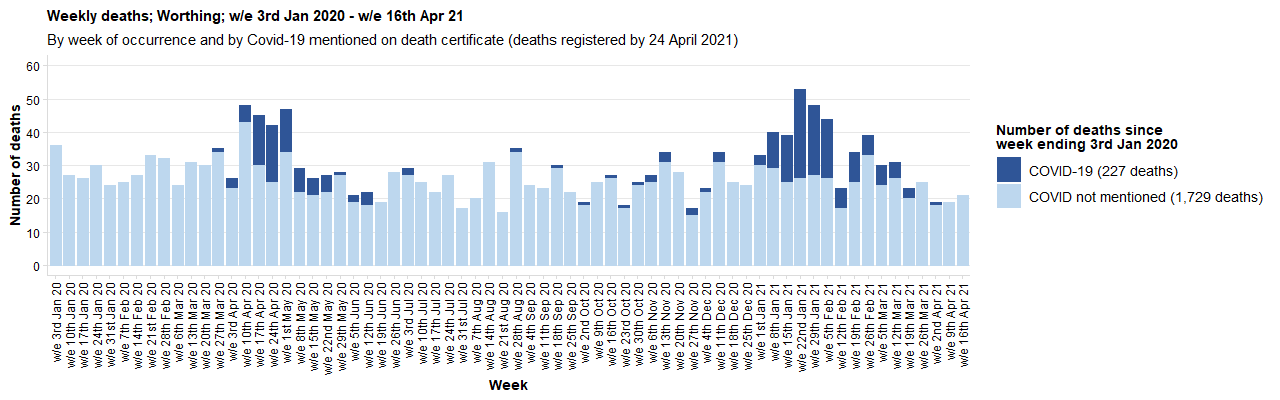 Weekly deaths; Worthing; w/e 3rd Jan 2020 - w/e 16th Apr 21
By week of occurrence and by Covid-19 mentioned on death certificate (deaths registered by 24 April 2021)
Number of deaths
60
50
40
30
20
10
0
w/e 3rd Jan 20
w/e 10th Jan 20
w/e 17th Jan 20
w/e 24th Jan 20
w/e 31st Jan 20
w/e 7th Feb 20
w/e 14th Feb 20
w/e 21st Feb 20
w/e 28th Feb 20
w/e 6th Mar 20
w/e 13th Mar 20
w/e 20th Mar 20
w/e 27th Mar 20
w/e 3rd Apr 20
w/e 10th Apr 20
w/e 17th Apr 20
w/e 24th Apr 20
w/e 1st May 20
w/e 8th May 20
w/e 15th May 20
w/e 22nd May 20
w/e 29th May 20
w/e 5th Jun 20
w/e 12th Jun 20
w/e 19th Jun 20
w/e 26th Jun 20
w/e 3rd Jul 20
w/e 10th Jul 20
w/e 17th Jul 20
w/e 24th Jul 20
w/e 31st Jul 20
w/e 7th Aug 20
w/e 14th Aug 20
w/e 21st Aug 20
w/e 28th Aug 20
w/e 4th Sep 20
w/e 11th Sep 20
w/e 18th Sep 20
w/e 25th Sep 20
w/e 2nd Oct 20
w/e 9th Oct 20
w/e 16th Oct 20
w/e 23rd Oct 20
w/e 30th Oct 20
w/e 6th Nov 20
w/e 13th Nov 20
w/e 20th Nov 20
w/e 27th Nov 20
w/e 4th Dec 20
w/e 11th Dec 20
w/e 18th Dec 20
w/e 25th Dec 20
w/e 1st Jan 21
w/e 8th Jan 21
w/e 15th Jan 21
w/e 22nd Jan 21
w/e 29th Jan 21
w/e 5th Feb 21
w/e 12th Feb 21
w/e 19th Feb 21
w/e 26th Feb 21
w/e 5th Mar 21
w/e 12th Mar 21
w/e 19th Mar 21
w/e 26th Mar 21
w/e 2nd Apr 21
w/e 9th Apr 21
w/e 16th Apr 21
Week
Number of deaths since
week ending 3rd Jan 2020
COVID-19 (227 deaths)
COVID not mentioned (1,729 deaths)